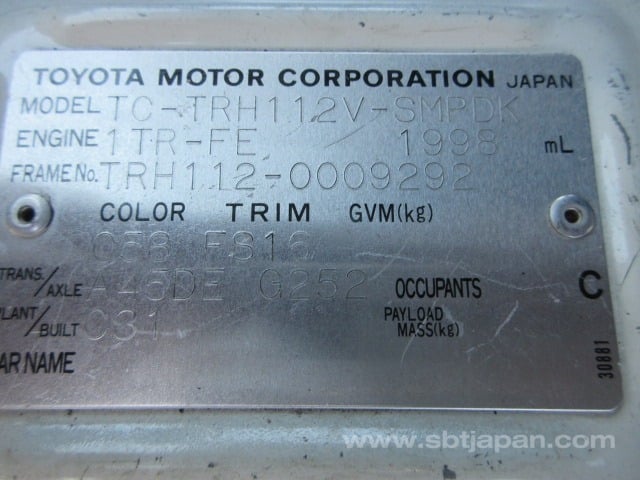 TOYOTA MOTOR CORPORATION JAPAN
MODEL TC-TRH112V-SMPDK
ENGINE 1TR-FE / 1998 mL
FRAME No. TRH112-0009292
COLOR TRIM GVM(kg)
058 FS16
TRANS./AXLE A45DE G252 OCCUPANTS C
LANT/BUILT C31 PAYLOAD MASS(kg)
AR NAME
30881
www.sbtjapan.com